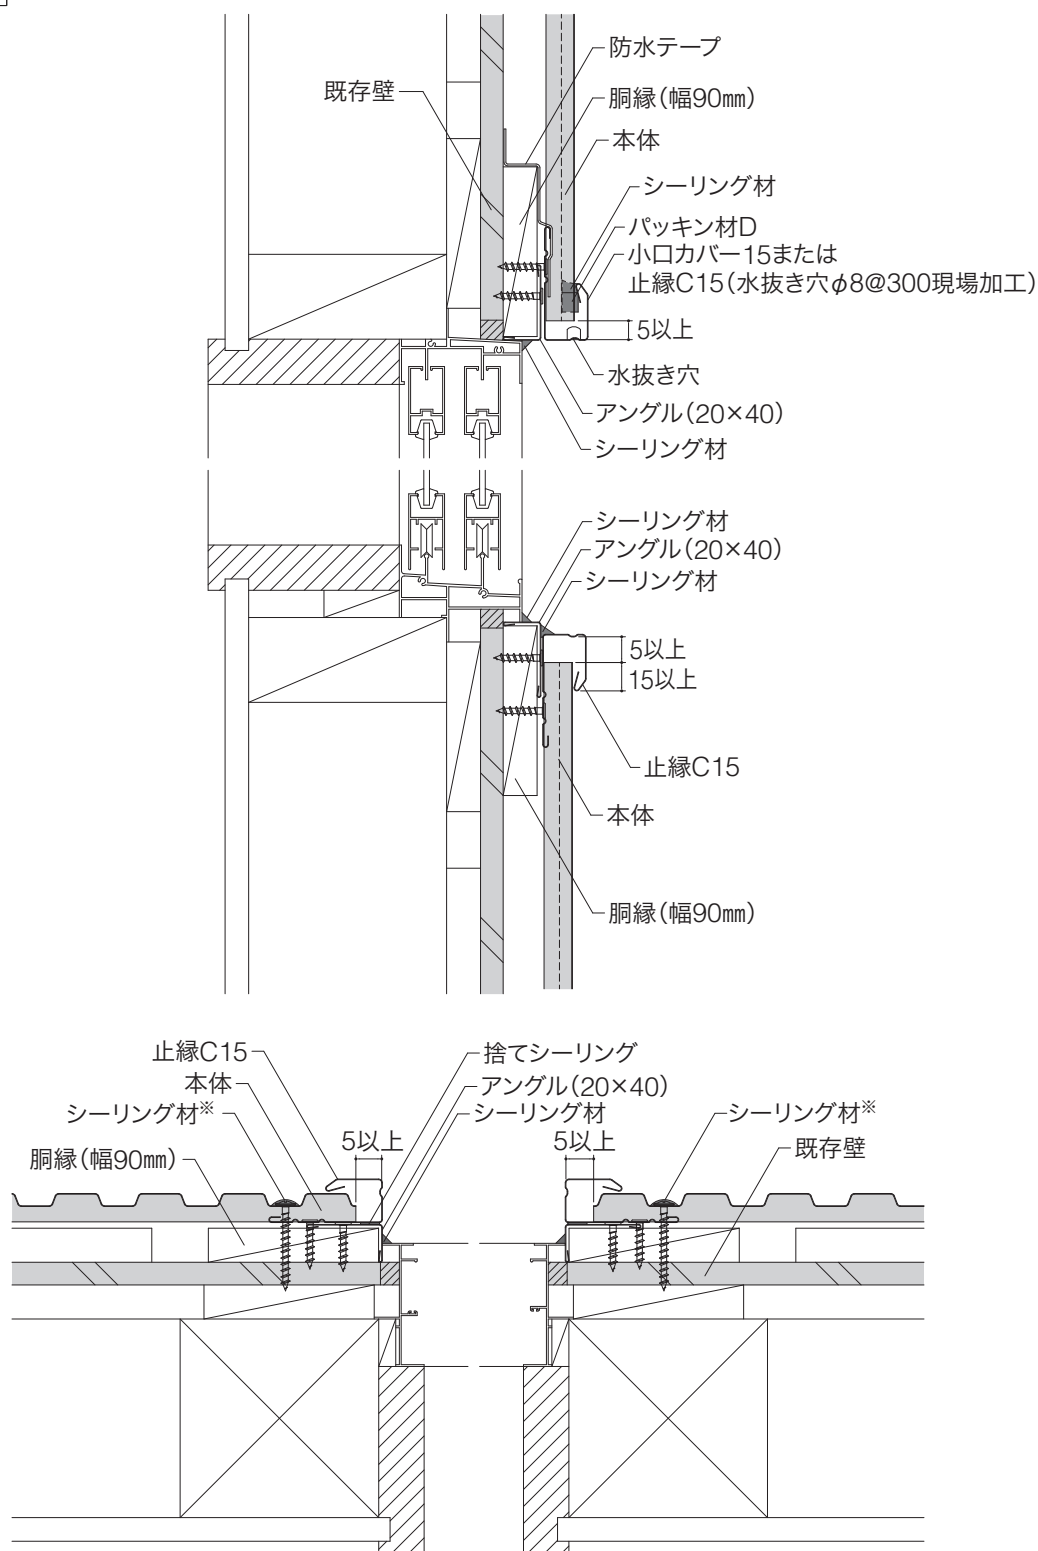 防水テープ
既存壁
胴縁(幅90㎜)
本体
シーリング材
パッキン材D
小口カバー15または
止縁C15(水抜き穴φ8@300現場加工)
5以上
水抜き穴
アングル(20×40)
シーリング材
シーリング材
アングル(20×40)
シーリング材
5以上
15以上
止縁C15
本体
胴縁(幅90㎜)
止縁C15
捨てシーリング
本体
アングル(20×40)
シーリング材※
シーリング材
シーリング材※
5以上
5以上
既存壁
胴縁(幅90㎜)